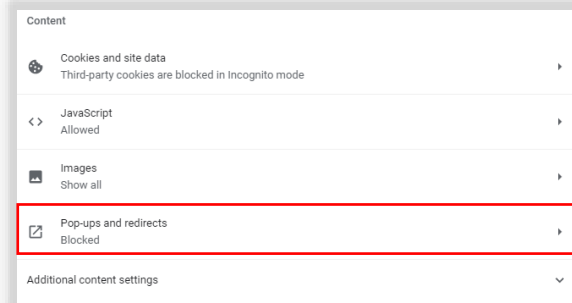 Content
Cookies and site data
Third-party cookies are blocked in Incognito mode
JavaScript
Allowed
Images
Show all
Pop-ups and redirects
Blocked
Additional content settings